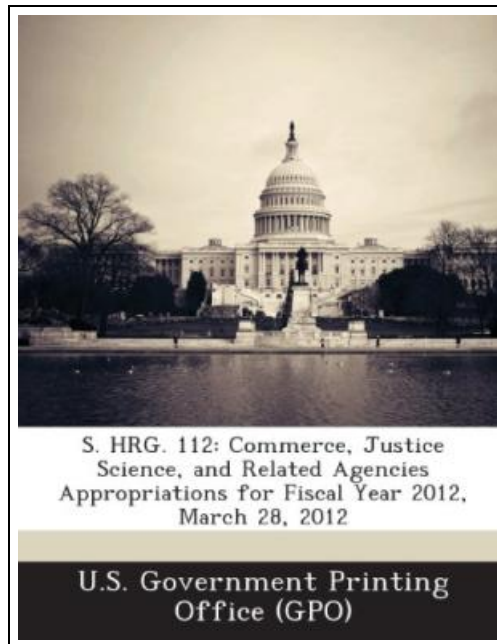 S. HRG. 112: Commerce, Justice
Science, and Related Agencies
Appropriations for Fiscal Year 2012,
March 28, 2012
U.S. Government Printing
Office (GPO)